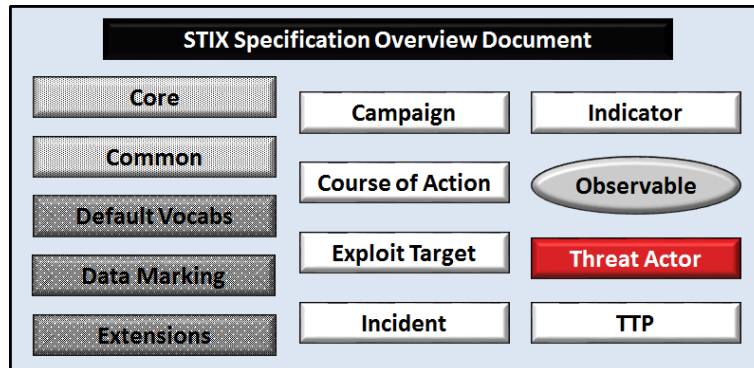 STIX Specification Overview Document
Core
Common
Default Vocabs
Data Marking
Extensions
Campaign
Course of Action
Exploit Target
Incident
Indicator
Observable
Threat Actor
TTP